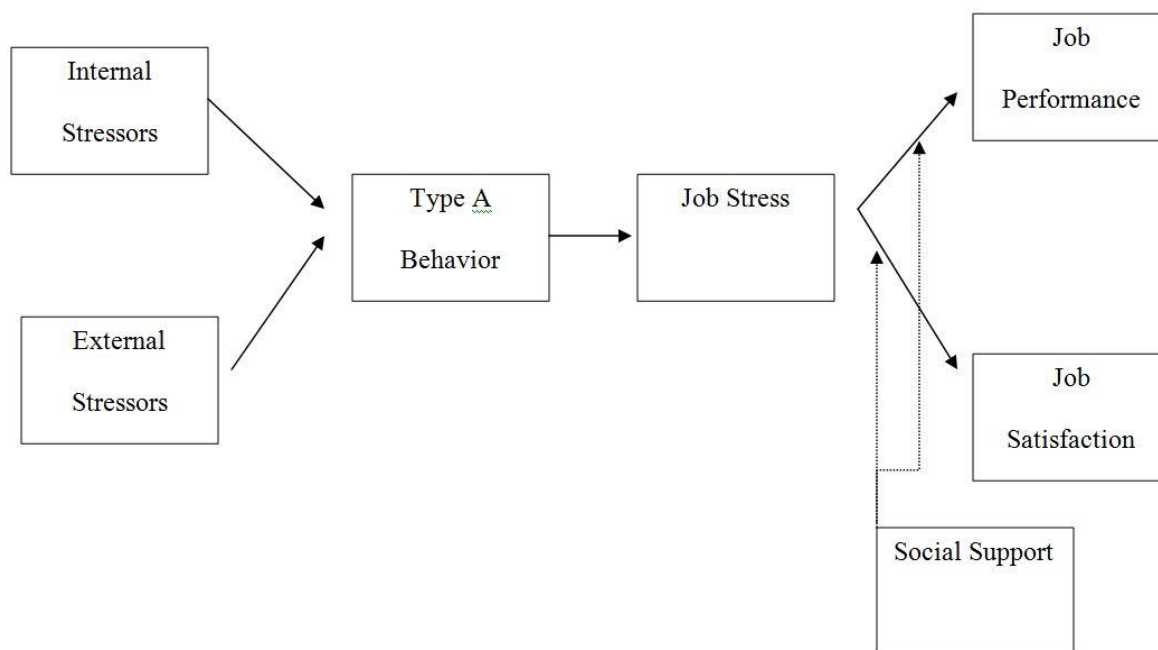 Internal
Stressors
External
Stressors
Type A
Behavior
Job Stress
Job
Performance
Job
Satisfaction
Social Support